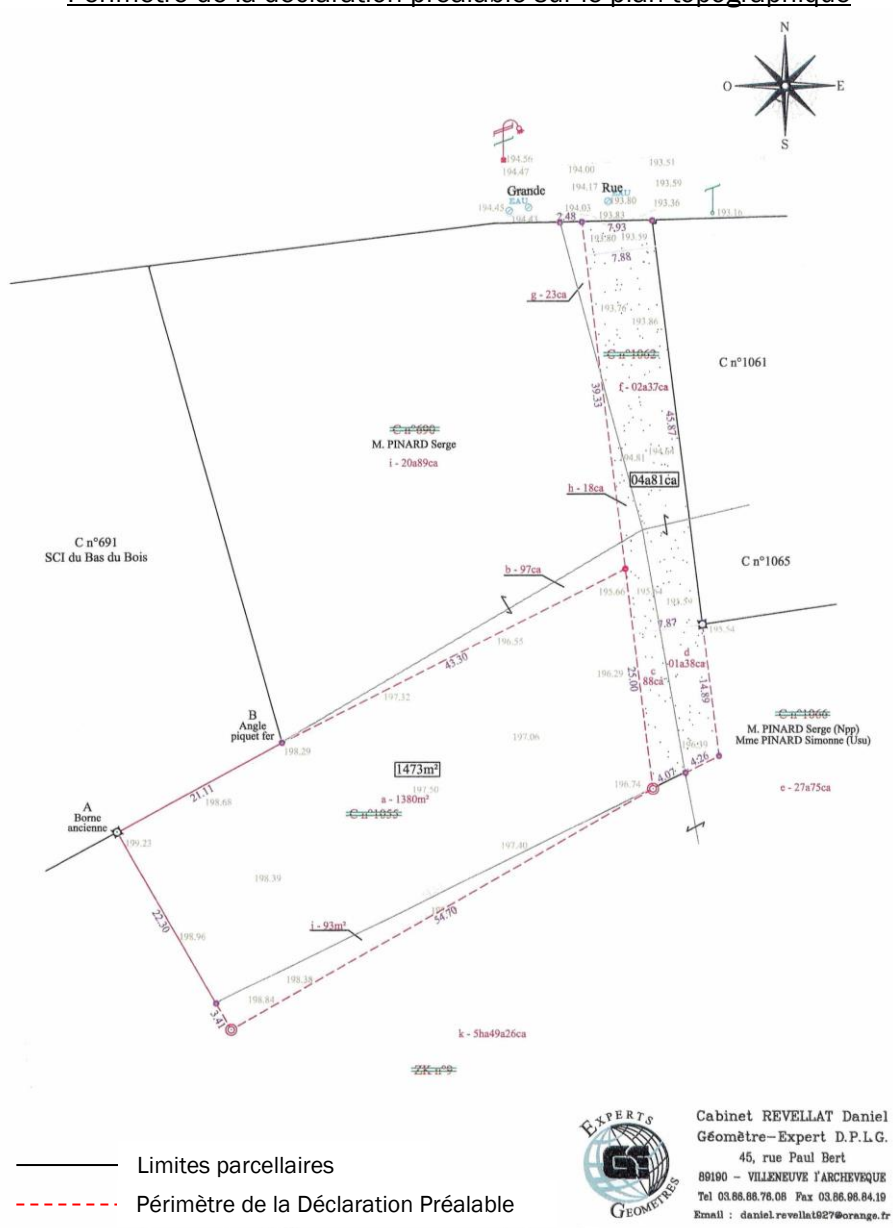 Périmètre de la déclaration préalable sur le plan topographique
N
O E
S
194.56
194.47
194.00
193.51
Grande Rue
194.17
193.59
EAU
EAU
193.80
193.36
194.45
194.43
194.03
193.83
193.16
2.48
7.93
193.80 193.59
7.88
g - 23ca
193.76
193.86
C n°1062
C n°1061
f - 02a37ca
39.33
45.87
C n°690
M. PINARD Serge
i - 20a89ca
194.81
194.64
04a81ca
h - 18ca
C n°691
SCI du Bas du Bois
b - 97ca
C n°1065
195.66
195.64
193.59
196.55
7.87
193.54
43.30
d
01a38ca
c
88ca
196.29
25.00
14.89
197.32
B
Angle
piquet fer
C n°1066
M. PINARD Serge (Npp)
Mme PINARD Simonne (Usu)
197.06
198.29
196.39
4.26
4.07
1473m²
196.74
e - 27a75ca
197.50
a - 1380m²
C n°1055
21.11
198.68
A
Borne
ancienne
199.23
197.40
198.39
22.30
198.96
54.70
j - 93m²
198.38
198.84
3.41
k - 5ha49a26ca
ZK n°9
Limites parcellaires
Périmètre de la Déclaration Préalable
EXPERTS
GEOMETRES
Cabinet REVELLAT Daniel
Géomètre-Expert D.P.L.G.
45, rue Paul Bert
89190 - VILLENEUVE l'ARCHEVEQUE
Tel 03.86.86.76.08 Fax 03.86.96.84.19
Email : daniel.revellat927@orange.fr